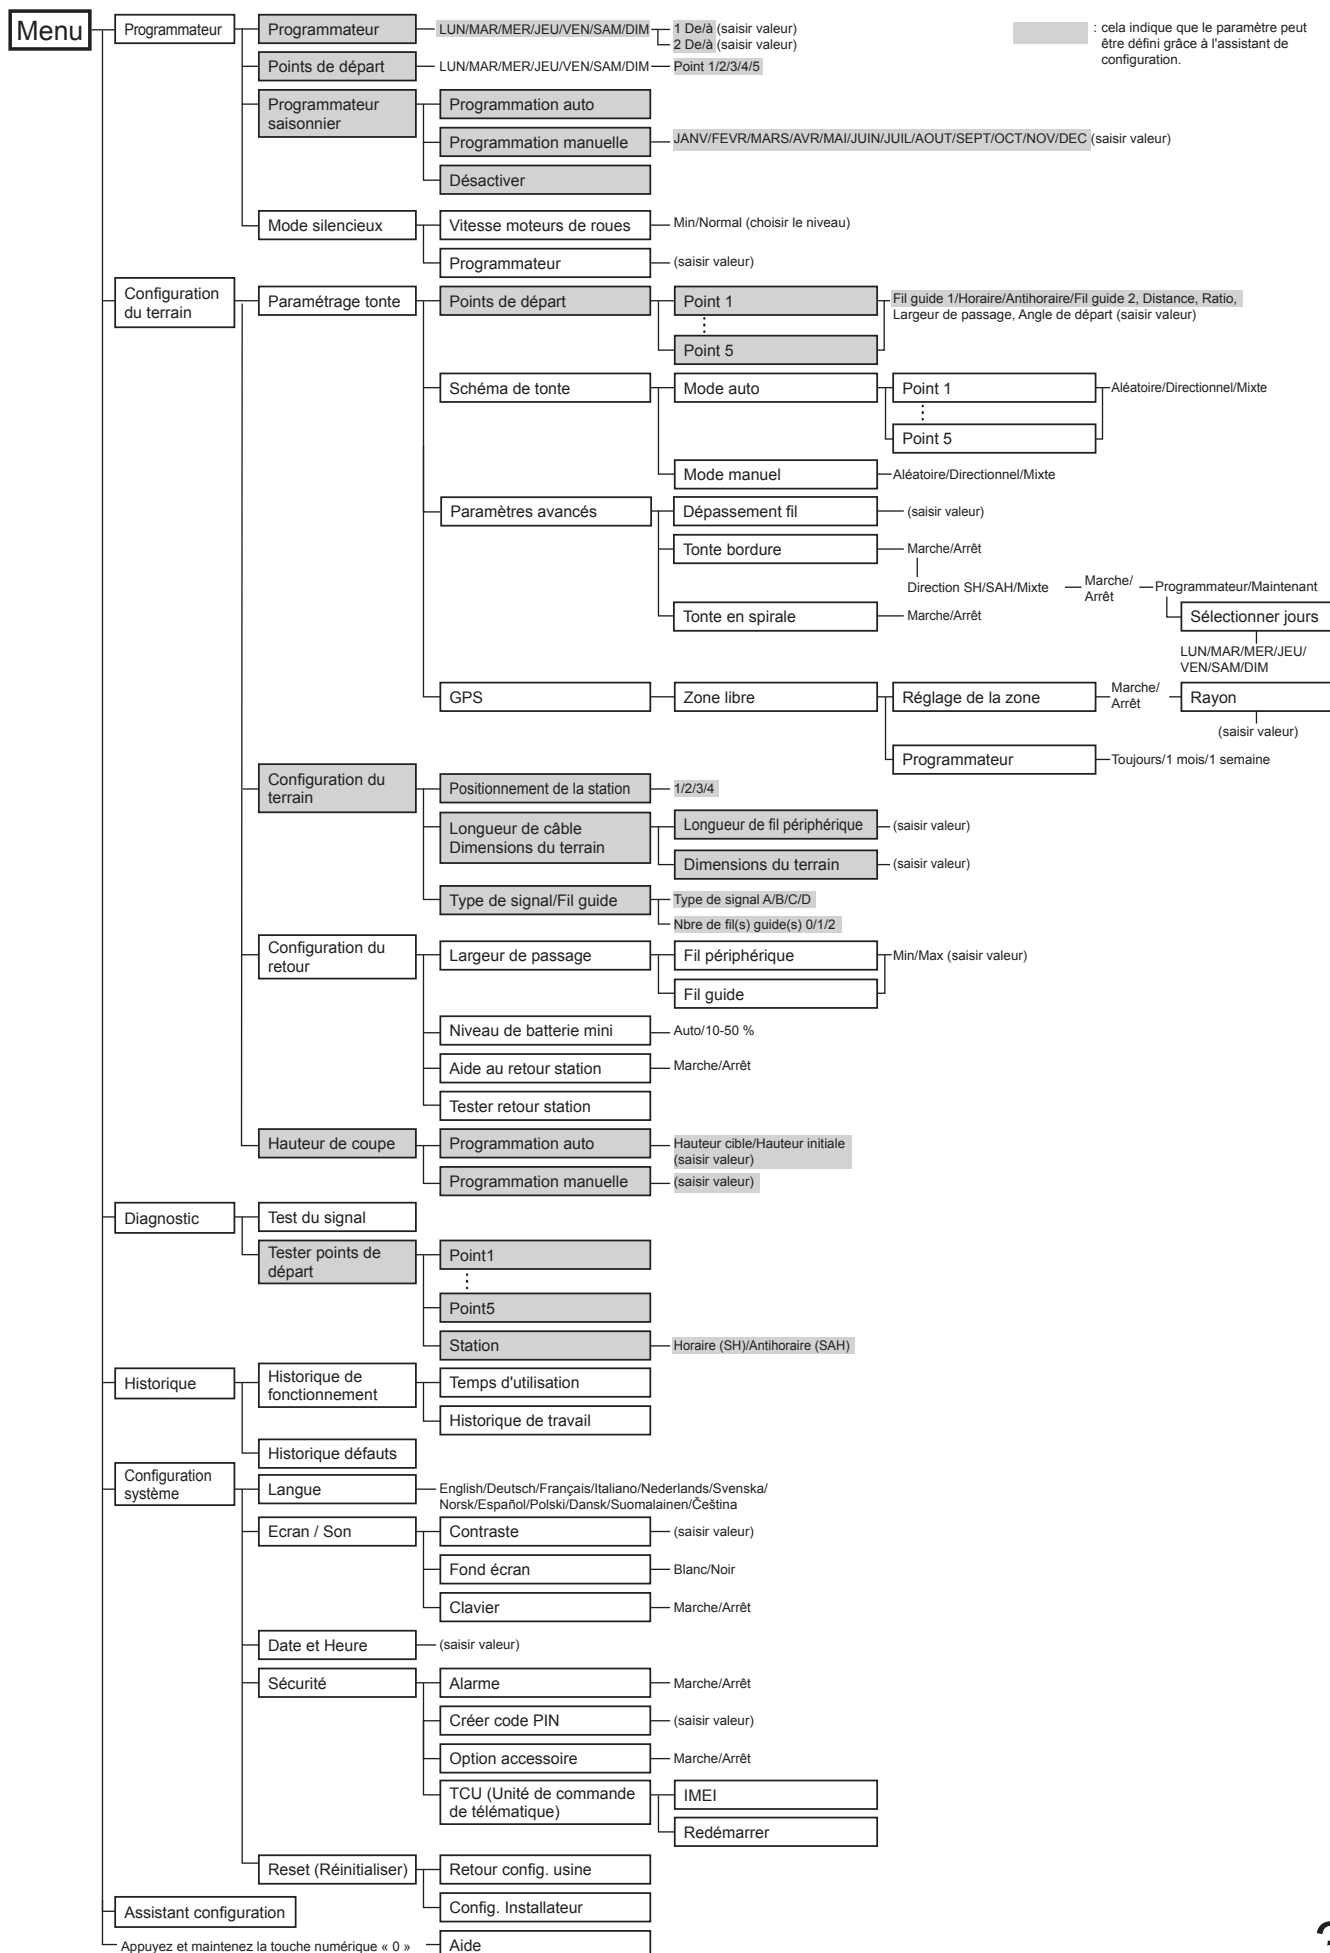 Menu
Programmateur
Programmateur
LUN/MAR/MER/JEU/VEN/SAM/DIM
1 De/à (saisir valeur)
2 De/à (saisir valeur)
: cela indique que le paramètre peut
être défini grâce à l'assistant de
configuration.
Points de départ
LUN/MAR/MER/JEU/VEN/SAM/DIM
Point 1/2/3/4/5
Programmateur
saisonnier
Programmation auto
Programmation manuelle
JANV/FEVR/MARS/AVR/MAI/JUIN/JUIL/AOUT/SEPT/OCT/NOV/DEC (saisir valeur)
Désactiver
Mode silencieux
Vitesse moteurs de roues
Min/Normal (choisir le niveau)
Programmateur
(saisir valeur)
Configuration
du terrain
Paramétrage tonte
Points de départ
Point 1
Point 5
Fil guide 1/Horaire/Antihoraire/Fil guide 2, Distance, Ratio,
Largeur de passage, Angle de départ (saisir valeur)
Schéma de tonte
Mode auto
Point 1
Point 5
Aléatoire/Directionnel/Mixte
Mode manuel
Aléatoire/Directionnel/Mixte
Paramètres avancés
Dépassement fil
(saisir valeur)
Tonte bordure
Marche/Arrêt
Direction SH/SAH/Mixte
Marche/
Arrêt
Programmateur/Maintenant
Sélectionner jours
LUN/MAR/MER/JEU/
VEN/SAM/DIM
Tonte en spirale
Marche/Arrêt
GPS
Zone libre
Réglage de la zone
Marche/
Arrêt
Rayon
(saisir valeur)
Programmateur
Toujours/1 mois/1 semaine
Configuration du
terrain
Positionnement de la station
1/2/3/4
Longueur de câble
Dimensions du terrain
Longueur de fil périphérique
(saisir valeur)
Dimensions du terrain
(saisir valeur)
Type de signal/Fil guide
Type de signal A/B/C/D
Nbre de fil(s) guide(s) 0/1/2
Configuration du
retour
Largeur de passage
Fil périphérique
Fil guide
Min/Max (saisir valeur)
Niveau de batterie mini
Auto/10-50 %
Aide au retour station
Marche/Arrêt
Tester retour station
Hauteur de coupe
Programmation auto
Hauteur cible/Hauteur initiale
(saisir valeur)
Programmation manuelle
(saisir valeur)
Diagnostic
Test du signal
Tester points de
départ
Point1
Point5
Station
Horaire (SH)/Antihoraire (SAH)
Historique
Historique de
fonctionnement
Temps d'utilisation
Historique de travail
Historique défauts
Configuration
système
Langue
English/Deutsch/Français/Italiano/Nederlands/Svenska/
Norsk/Español/Polski/Dansk/Suomalainen/Čeština
Ecran / Son
Contraste
(saisir valeur)
Fond écran
Blanc/Noir
Clavier
Marche/Arrêt
Date et Heure
(saisir valeur)
Sécurité
Alarme
Marche/Arrêt
Créer code PIN
(saisir valeur)
Option accessoire
Marche/Arrêt
TCU (Unité de commande
de télématique)
IMEI
Redémarrer
Reset (Réinitialiser)
Retour config. usine
Config. Installateur
Assistant configuration
Appuyez et maintenez la touche numérique « 0 »
Aide